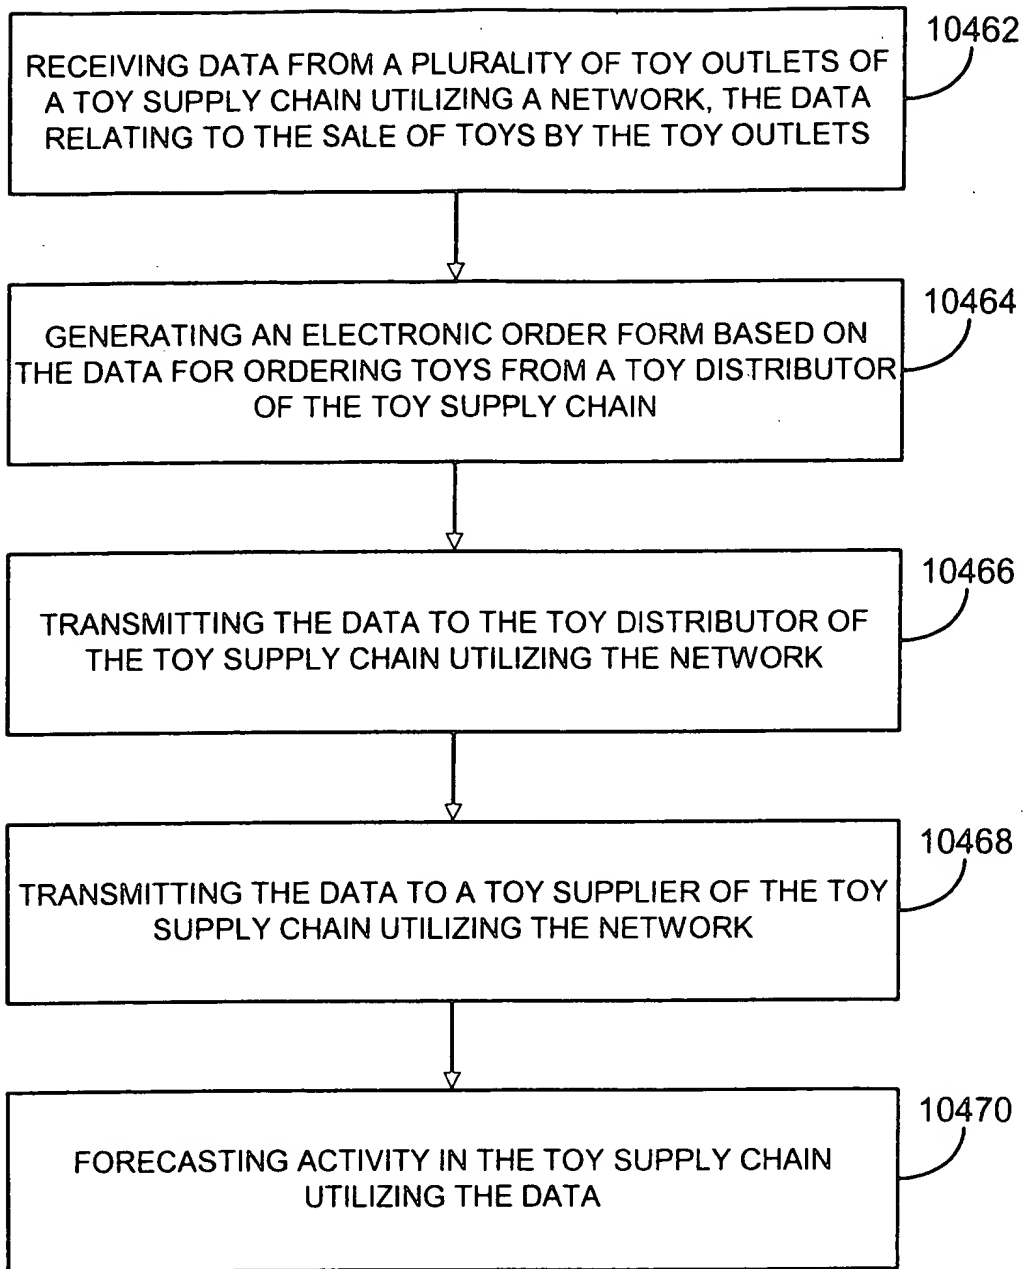 10462
RECEIVING DATA FROM A PLURALITY OF TOY OUTLETS OF
A TOY SUPPLY CHAIN UTILIZING A NETWORK, THE DATA
RELATING TO THE SALE OF TOYS BY THE TOY OUTLETS
10464
GENERATING AN ELECTRONIC ORDER FORM BASED ON
THE DATA FOR ORDERING TOYS FROM A TOY DISTRIBUTOR
OF THE TOY SUPPLY CHAIN
10466
TRANSMITTING THE DATA TO THE TOY DISTRIBUTOR OF
THE TOY SUPPLY CHAIN UTILIZING THE NETWORK
10468
TRANSMITTING THE DATA TO A TOY SUPPLIER OF THE TOY
SUPPLY CHAIN UTILIZING THE NETWORK
10470
FORECASTING ACTIVITY IN THE TOY SUPPLY CHAIN
UTILIZING THE DATA